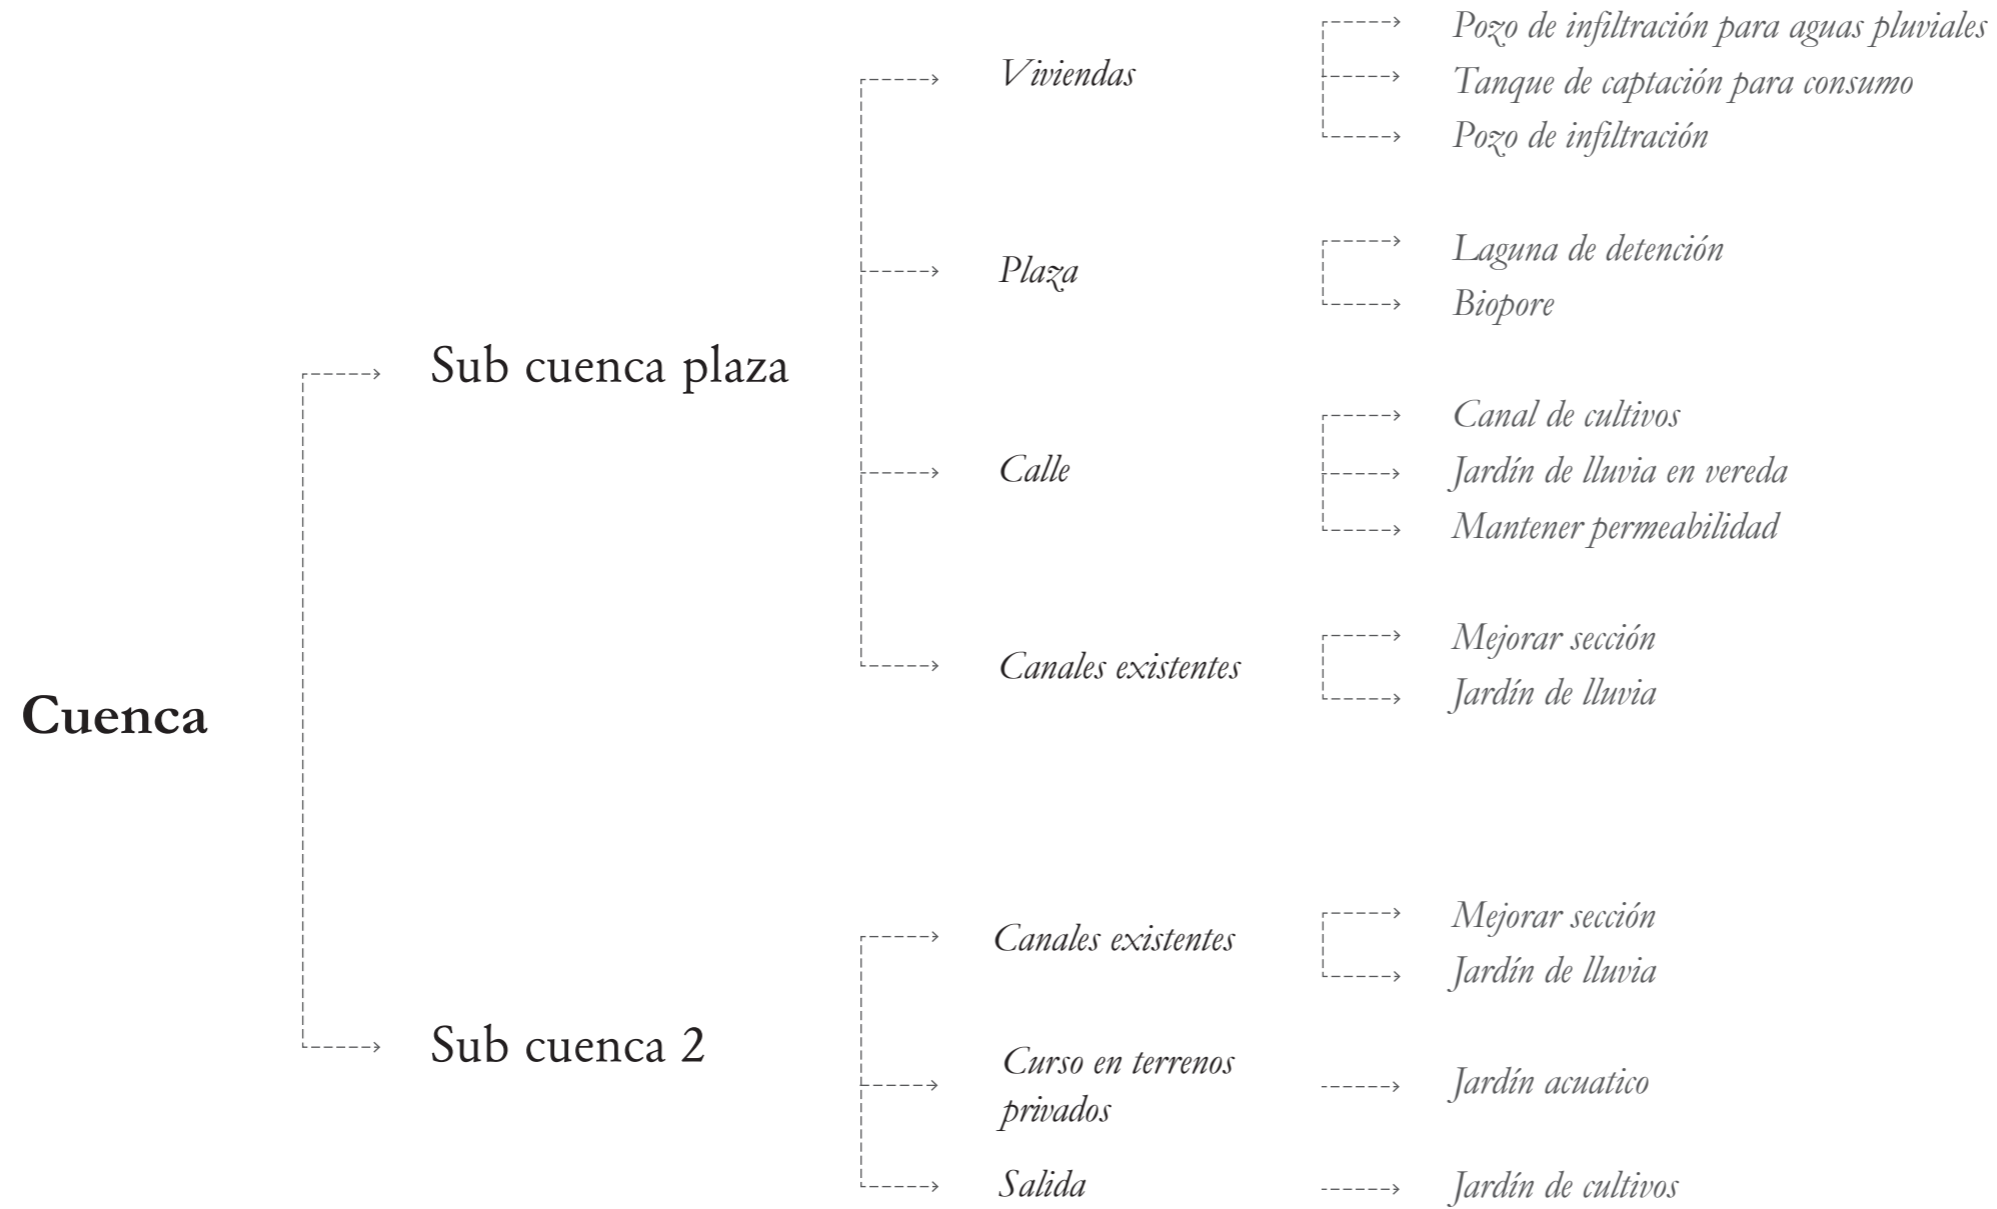 Cuenca
Sub cuenca plaza
Viviendas
Pozo de infiltración para aguas pluviales
Tanque de captación para consumo
Pozo de infiltración
Plaza
Laguna de detención
Biopore
Calle
Canal de cultivos
Jardín de lluvia en vereda
Mantener permeabilidad
Canales existentes
Mejorar sección
Jardín de lluvia
Sub cuenca 2
Canales existentes
Mejorar sección
Jardín de lluvia
Curso en terrenos
privados
Jardín acuatico
Salida
Jardín de cultivos